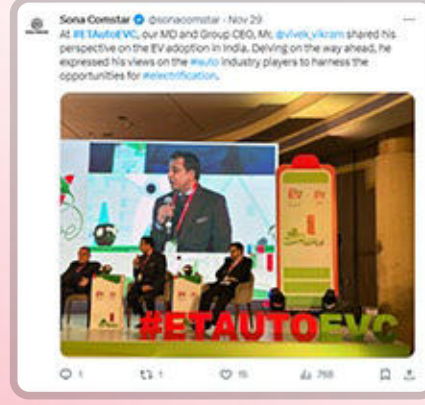 Sona Comstar @sonacomstar · Nov 29
At #ETAutoEVC, our MD and Group CEO, Mr. @vivek_vikram shared his
perspective on the EV adoption in India. Delving on the way ahead, he
expressed his views on the #auto industry players to harness the
opportunities for #electrification.
#ETAUTOEVC
1 1 15 768